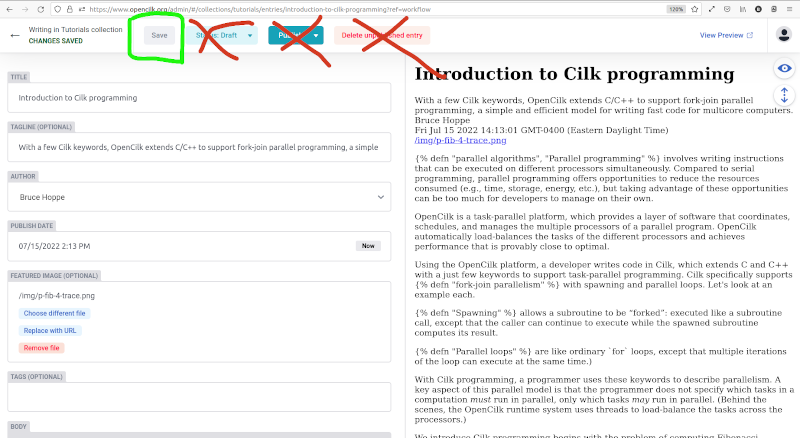 https://www.opencilk.org/admin/#/collections/tutorials/entries/introduction-to-cilk-programming?ref=workflow
120%
Writing in Tutorials collection
CHANGES SAVED
Save
Status: Draft
Delete unpublished entry
View Preview
TITLE
Introduction to Cilk programming
TAGLINE (OPTIONAL)
With a few Cilk keywords, OpenCilk extends C/C++ to support fork-join parallel programming, a simple
AUTHOR
Bruce Hoppe
PUBLISH DATE
07/15/2022 2:13 PM
Now
FEATURED IMAGE (OPTIONAL)
/img/p-fib-4-trace.png
Choose different file
Replace with URL
Remove file
TAGS (OPTIONAL)
BODY
Introduction to Cilk programming
With a few Cilk keywords, OpenCilk extends C/C++ to support fork-join parallel
programming, a simple and efficient model for writing fast code for multicore computers.
Bruce Hoppe
Fri Jul 15 2022 14:13:01 GMT-0400 (Eastern Daylight Time)
/img/p-fib-4-trace.png
{% defn "parallel algorithms", "Parallel programming" %} involves writing instructions
that can be executed on different processors simultaneously. Compared to serial
programming, parallel programming offers opportunities to reduce the resources
consumed (e.g., time, storage, energy, etc.), but taking advantage of these opportunities
can be too much for developers to manage on their own.
OpenCilk is a task-parallel platform, which provides a layer of software that coordinates,
schedules, and manages the multiple processors of a parallel program. OpenCilk
automatically load-balances the tasks of the different processors and achieves
performance that is provably close to optimal.
Using the OpenCilk platform, a developer writes code in Cilk, which extends C and C++
with a just few keywords to support task-parallel programming. Cilk specifically supports
{% defn "fork-join parallelism" %} with spawning and parallel loops. Let's look at an
example each.
{% defn "Spawning" %} allows a subroutine to be "forked": executed like a subroutine
call, except that the caller can continue to execute while the spawned subroutine
computes its result.
{% defn "Parallel loops" %} are like ordinary `for` loops, except that multiple iterations
of the loop can execute at the same time.)
With Cilk programming, a programmer uses these keywords to describe parallelism. A
key aspect of this parallel model is that the programmer does not specify which tasks in a
computation must run in parallel, only which tasks may run in parallel. (Behind the
scenes, the OpenCilk runtime system uses threads to load-balance the tasks across the
processors.)
We introduce Cilk programming begins with the problem of computing Fibonacci